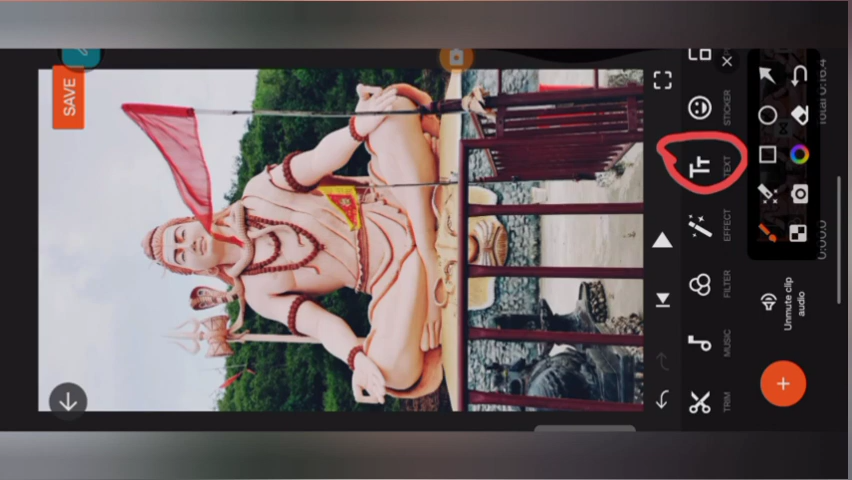 SAVE
STICKER
TEXT
EFFECT
FILTER
MUSIC
TRIM
Unmute clip
audio